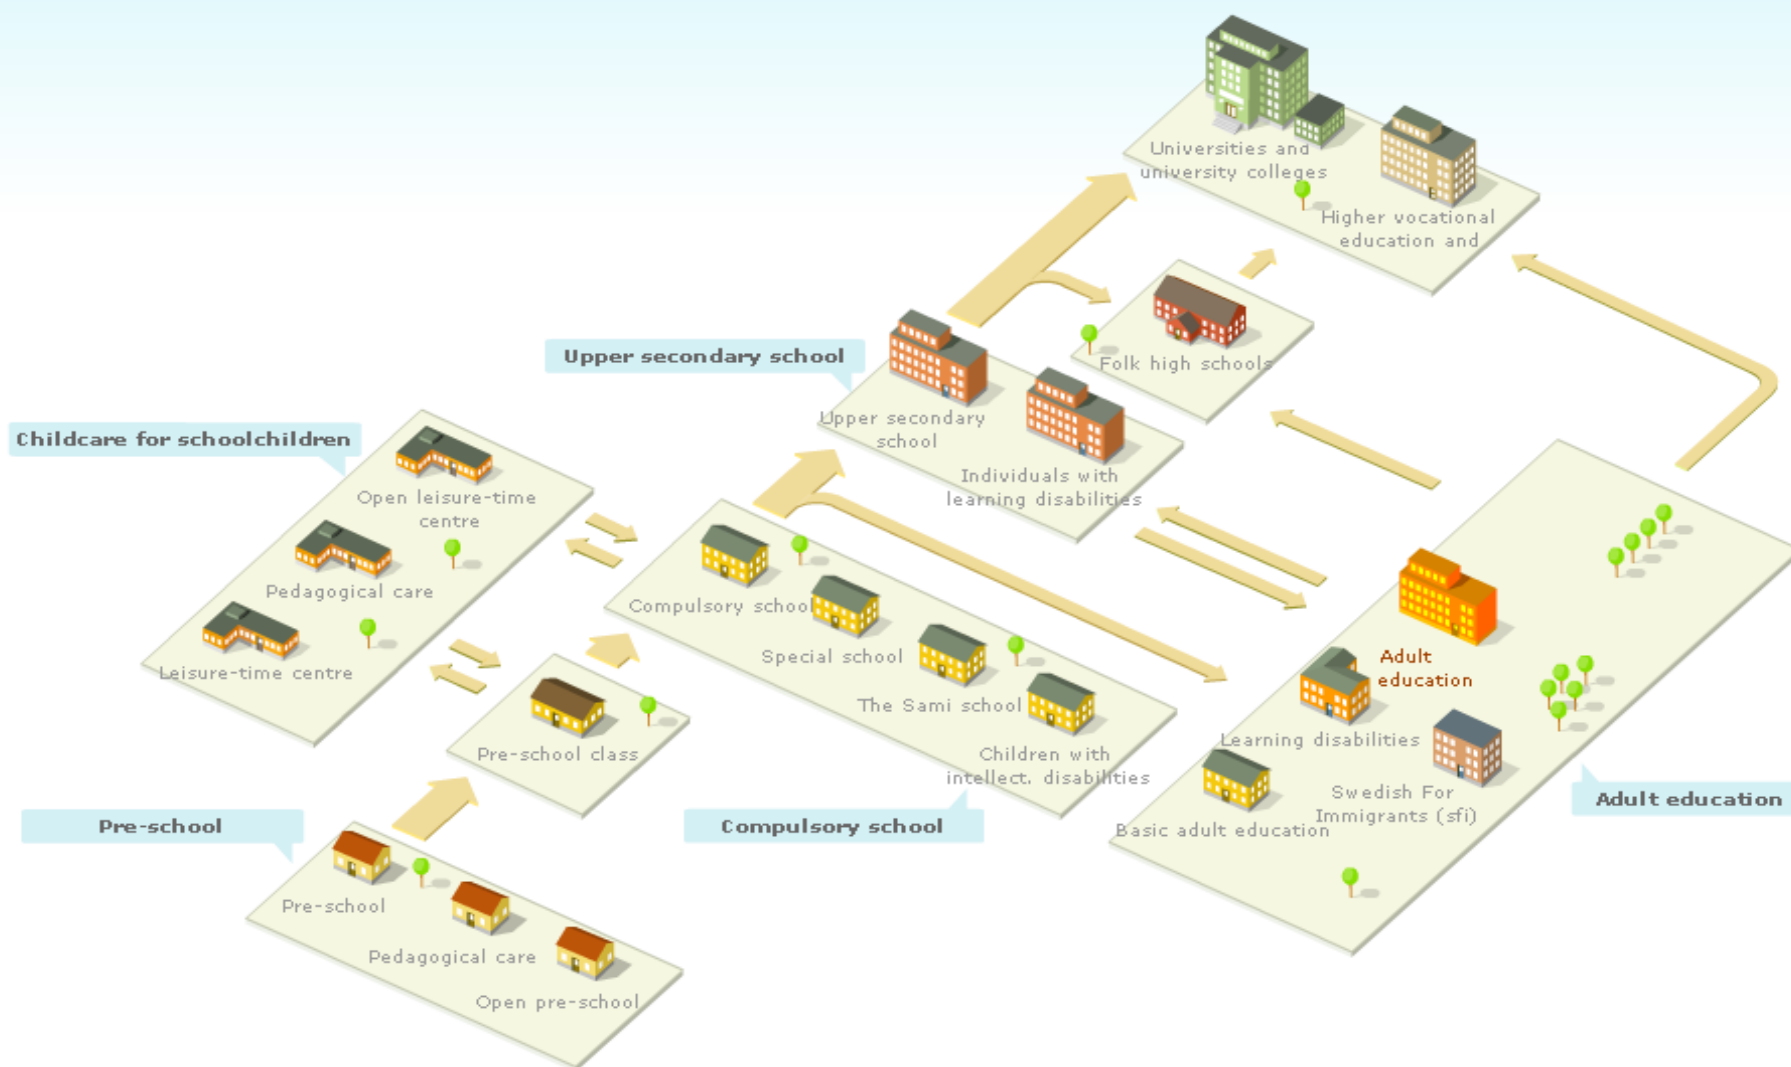 Universities and
university colleges
Higher vocational
education and
Folk high schools
Upper secondary school
Upper secondary
school
Individuals with
learning disabilities
Childcare for schoolchildren
Open leisure-time
centre
Pedagogical care
Leisure-time centre
Compulsory school
Special school
The Sami school
Children with
intellect. disabilities
Compulsory school
Pre-school class
Pre-school
Pre-school
Pedagogical care
Open pre-school
Adult
education
Learning disabilities
Swedish For
Immigrants (sfi)
Basic adult education
Adult education